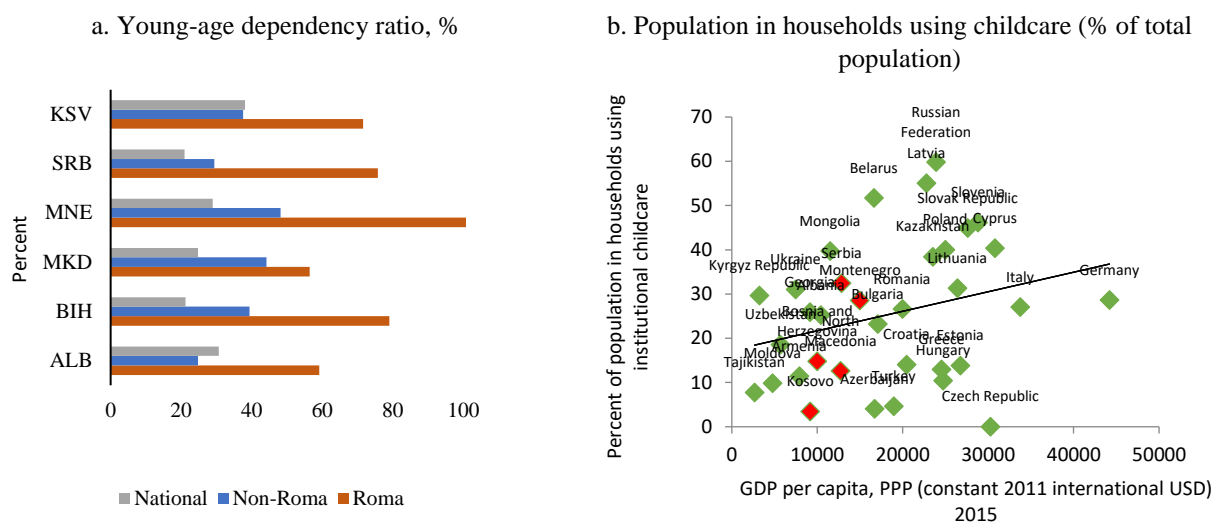 a. Young-age dependency ratio, %
Percent
KSV
SRB
MNE
MKD
BIH
ALB
0 20 40 60 80 100
National Non-Roma Roma
b. Population in households using childcare (% of total
population)
Percent of population in households using
institutional childcare
70
60
50
40
30
20
10
0
Russian
Federation
Latvia
Belarus
Slovenia
Slovak Republic
Mongolia
Poland Cyprus
Kazakhstan
Serbia
Ukraine
Lithuania
Kyrgyz Republic
Montenegro
Germany
Georgia
Albania
Romania
Italy
Bulgaria
Uzbekistan
Bosnia and
Herzegovina
North
Macedonia
Croatia
Estonia
Greece
Armenia
Hungary
Moldova
Tajikistan
Kosovo
Azerbaijan
Turkey
Czech Republic
0 10000 20000 30000 40000 50000
GDP per capita, PPP (constant 2011 international USD)
2015